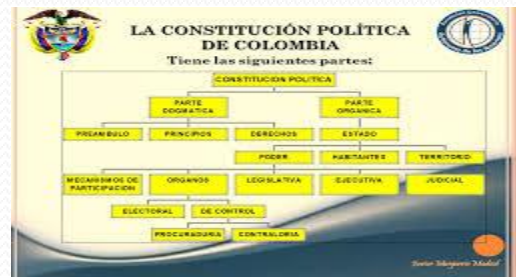 LA CONSTITUCIÓN POLÍTICA
DE COLOMBIA
Tiene las siguientes partes:
CONSTITUCION POLITICA
PARTE
DOGMATICA
PARTE
ORGANICA
PREAMBULO
PRINCIPIOS
DERECHOS
ESTADO
PODER
HABITANTES
TERRITORIO
MECANISMOS DE
PARTICIPACION
ORGANOS
LEGISLATIVA
EJECUTIVA
JUDICIAL
ELECTORAL
DE CONTROL
PROCURADURIA
CONTRALORIA